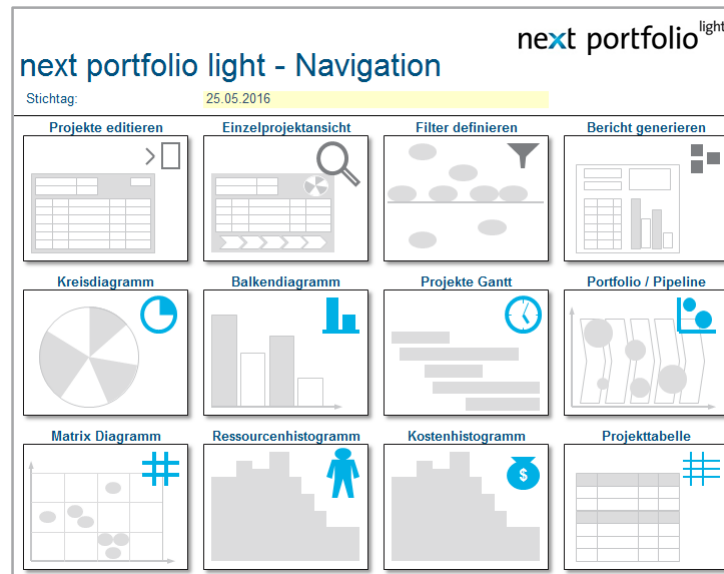 next portfolio light
next portfolio light - Navigation
Stichtag: 25.05.2016
Projekte editieren Einzelprojektansicht Filter definieren Bericht generieren
Kreisdiagramm Balkendiagramm Projekte Gantt Portfolio / Pipeline
Matrix Diagramm Ressourcenhistogramm Kostenhistogramm Projekttabelle
$